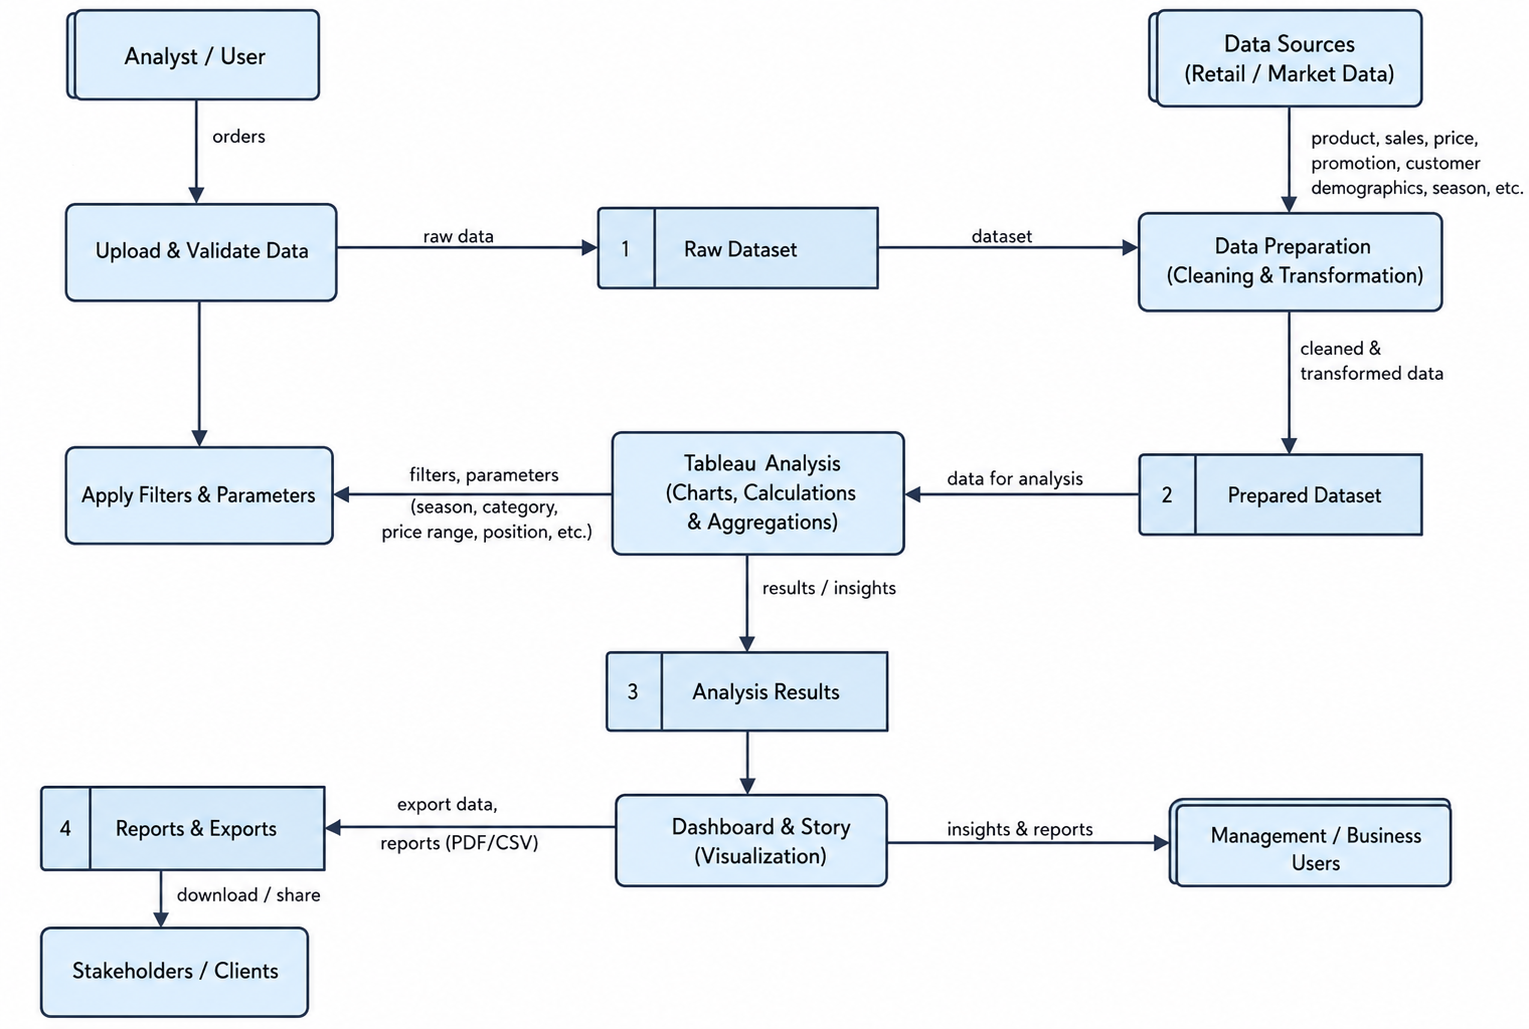 Analyst / User
Data Sources
(Retail / Market Data)
orders
product, sales, price,
promotion, customer
demographics, season, etc.
Upload & Validate Data
raw data
1
Raw Dataset
dataset
Data Preparation
(Cleaning & Transformation)
cleaned &
transformed data
Apply Filters & Parameters
filters, parameters
(season, category,
price range, position, etc.)
Tableau Analysis
(Charts, Calculations
& Aggregations)
data for analysis
2
Prepared Dataset
results / insights
3
Analysis Results
4
Reports & Exports
export data,
reports (PDF/CSV)
Dashboard & Story
(Visualization)
insights & reports
Management / Business
Users
download / share
Stakeholders / Clients